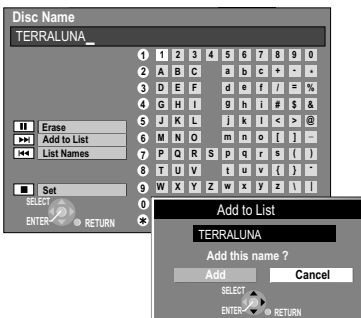 Disc Name
TERRALUNA_
1 1 2 3 4 5 6 7 8 9 0
2 A B C a b c + - *
3 D E F d e f / = %
4 G H I g h i # $ &
5 J K L j k l < > @
6 M N O m n o [ ] _
7 P Q R S p q r s ( )
8 T U V t u v { }
9 W X Y Z w x y z \ |
0
*
Erase
Add to List
List Names
Set
SELECT
ENTER RETURN
Add to List
TERRALUNA
Add this name ?
Add Cancel
SELECT
ENTER RETURN